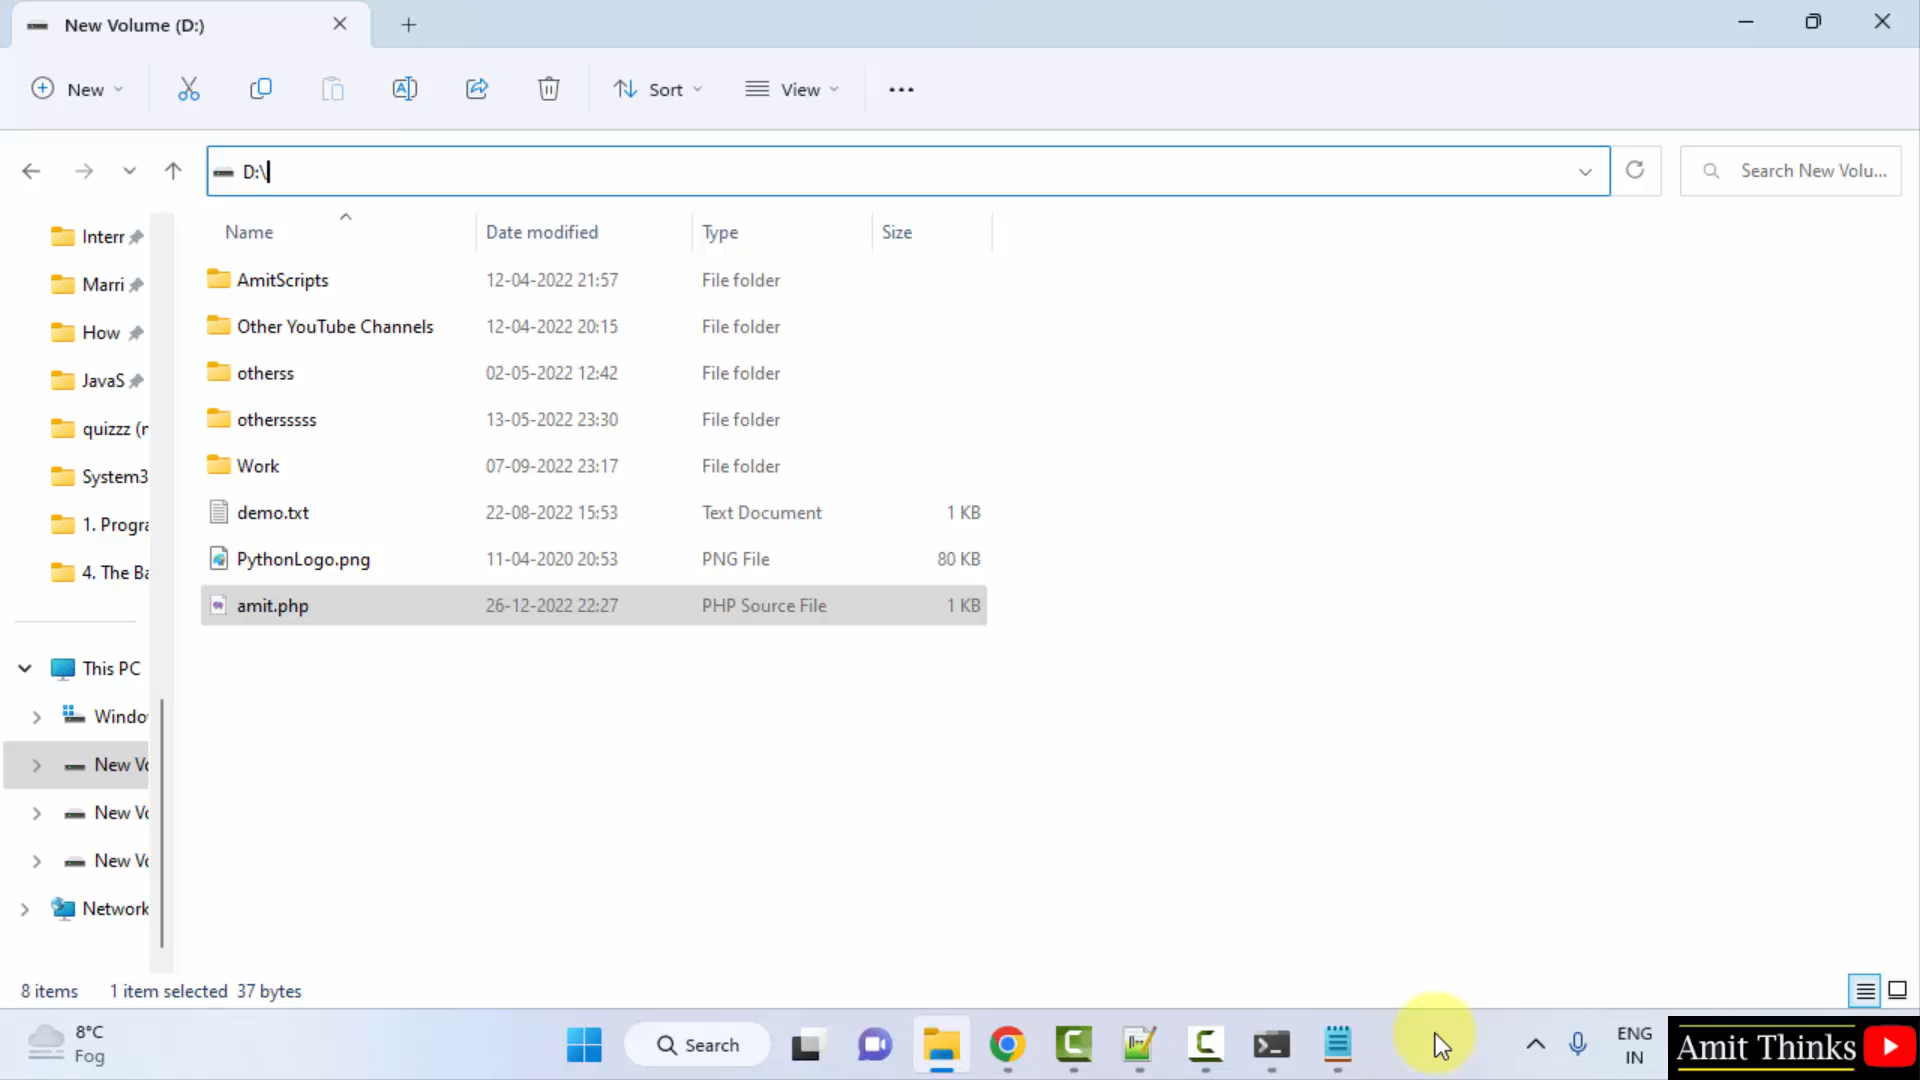 New Volume (D:)
New
Sort
View
D:\
Search New Volu...
Name
Date modified
Type
Size
Interr
Marri
How
JavaS
quizzz (r
System3
1. Progra
4. The Ba
This PC
Windo
New Vo
New Vo
New Vo
Network
AmitScripts 12-04-2022 21:57 File folder
Other YouTube Channels 12-04-2022 20:15 File folder
otherss 02-05-2022 12:42 File folder
othersssss 13-05-2022 23:30 File folder
Work 07-09-2022 23:17 File folder
demo.txt 22-08-2022 15:53 Text Document 1 KB
PythonLogo.png 11-04-2020 20:53 PNG File 80 KB
amit.php 26-12-2022 22:27 PHP Source File 1 KB
8 items 1 item selected 37 bytes
8°C
Fog
Search
ENG
IN
Amit Thinks